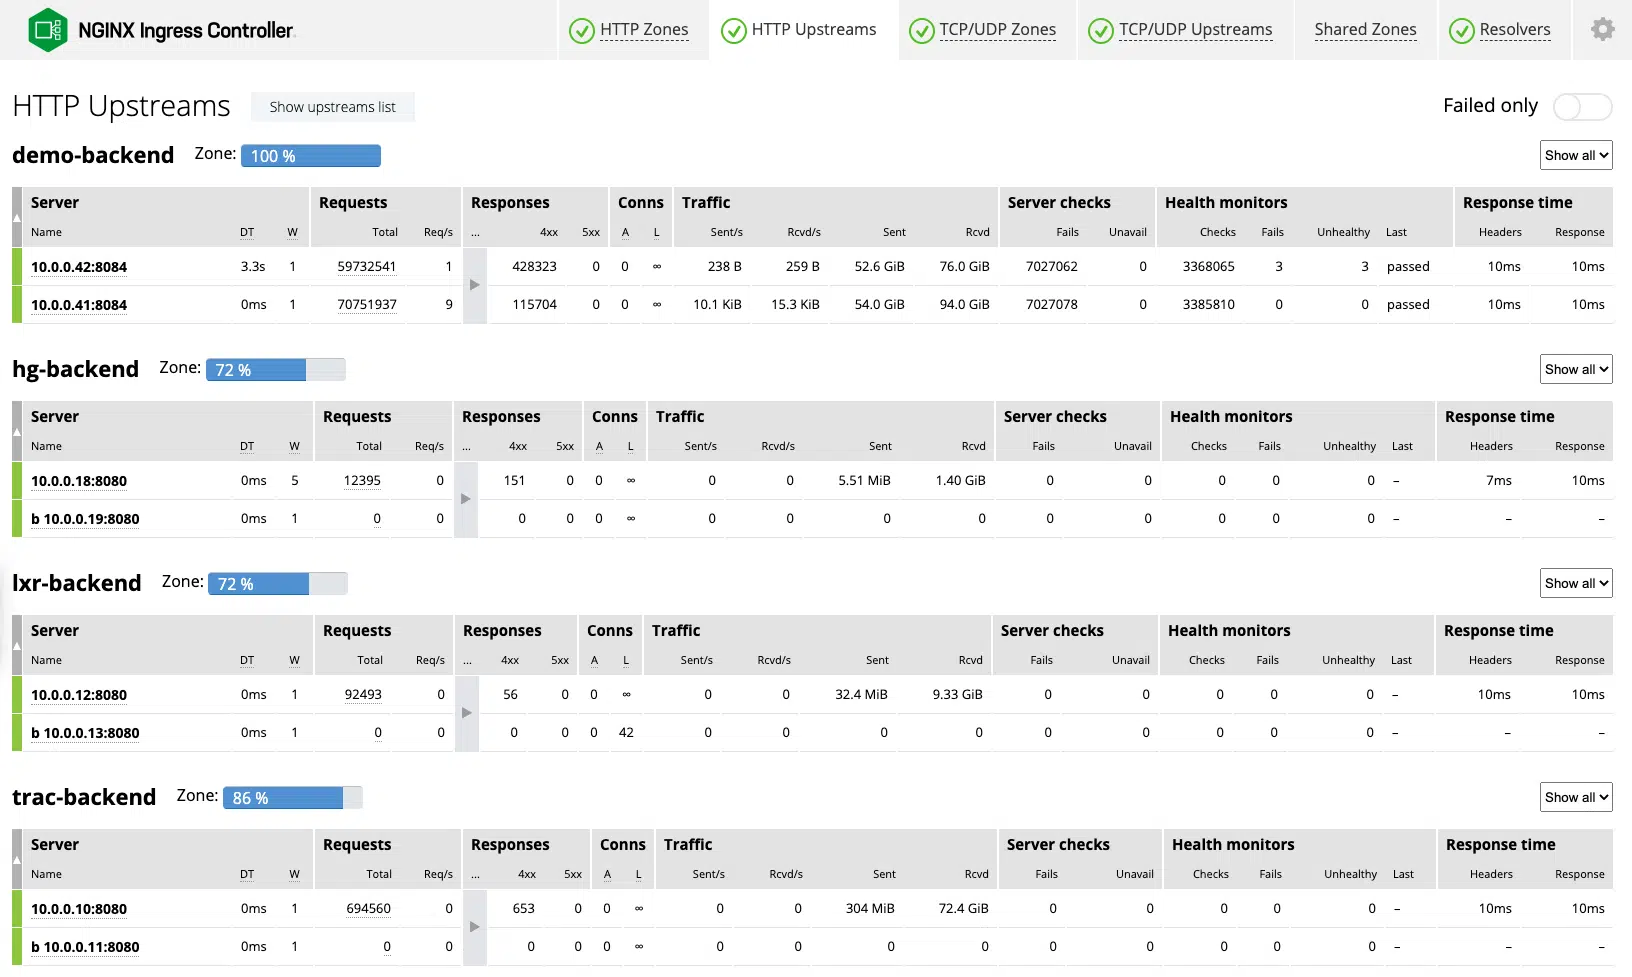 NGINX Ingress Controller
HTTP Zones HTTP Upstreams TCP/UDP Zones TCP/UDP Upstreams Shared Zones Resolvers
HTTP Upstreams Show upstreams list Failed only
demo-backend Zone: 100 % Show all
Server Requests Responses Conns Traffic Server checks Health monitors Response time
Name DT W Total Req/s ... 4xx 5xx A L Sent/s Rcvd/s Sent Rcvd Fails Unavail Checks Fails Unhealthy Last Headers Response
10.0.0.42:8084 3.3s 1 59732541 1 428323 0 0 ∞ 238 B 259 B 52.6 GiB 76.0 GiB 7027062 0 3368065 3 3 passed 10ms 10ms
10.0.0.41:8084 0ms 1 70751937 9 115704 0 0 ∞ 10.1 KiB 15.3 KiB 54.0 GiB 94.0 GiB 7027078 0 3385810 0 0 passed 10ms 10ms
hg-backend Zone: 72 % Show all
Server Requests Responses Conns Traffic Server checks Health monitors Response time
Name DT W Total Req/s ... 4xx 5xx A L Sent/s Rcvd/s Sent Rcvd Fails Unavail Checks Fails Unhealthy Last Headers Response
10.0.0.18:8080 0ms 5 12395 0 151 0 0 ∞ 0 0 5.51 MiB 1.40 GiB 0 0 0 0 0 – 7ms 10ms
b 10.0.0.19:8080 0ms 1 0 0 0 0 0 ∞ 0 0 0 0 0 0 0 0 0 – – –
lxr-backend Zone: 72 % Show all
Server Requests Responses Conns Traffic Server checks Health monitors Response time
Name DT W Total Req/s ... 4xx 5xx A L Sent/s Rcvd/s Sent Rcvd Fails Unavail Checks Fails Unhealthy Last Headers Response
10.0.0.12:8080 0ms 1 92493 0 56 0 0 ∞ 0 0 32.4 MiB 9.33 GiB 0 0 0 0 0 – 10ms 10ms
b 10.0.0.13:8080 0ms 1 0 0 0 0 0 42 0 0 0 0 0 0 0 0 0 – – –
trac-backend Zone: 86 % Show all
Server Requests Responses Conns Traffic Server checks Health monitors Response time
Name DT W Total Req/s ... 4xx 5xx A L Sent/s Rcvd/s Sent Rcvd Fails Unavail Checks Fails Unhealthy Last Headers Response
10.0.0.10:8080 0ms 1 694560 0 653 0 0 ∞ 0 0 304 MiB 72.4 GiB 0 0 0 0 0 – 10ms 10ms
b 10.0.0.11:8080 0ms 1 0 0 0 0 0 ∞ 0 0 0 0 0 0 0 0 0 – – –